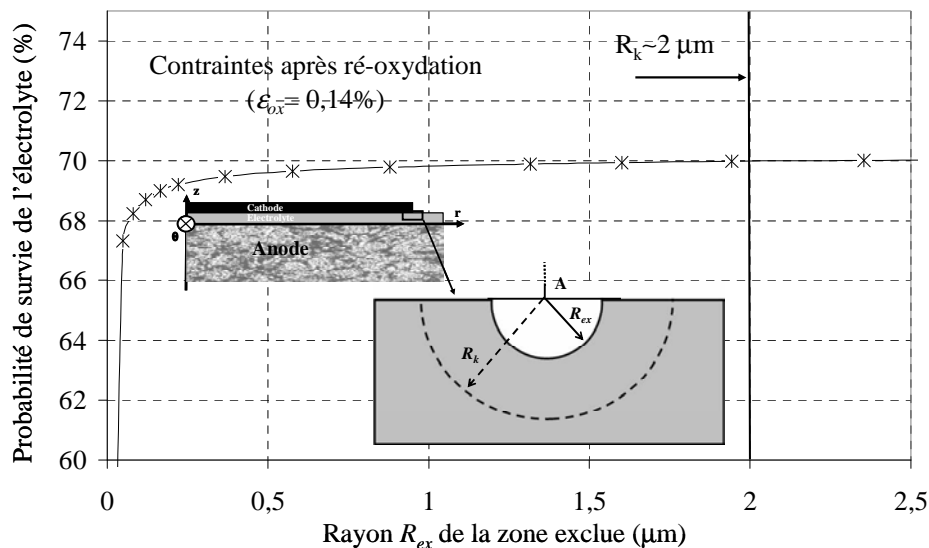 Probabilité de survie de l'électrolyte (%)
74
72
70
68
66
64
62
60
Contraintes après ré-oxydation
(εox= 0,14%)
Rk~2 μm
z
Cathode
Electrolyte
r
θ
Anode
A
Rex
Rk
0
0,5
1
1,5
2
2,5
Rayon Rex de la zone exclue (μm)